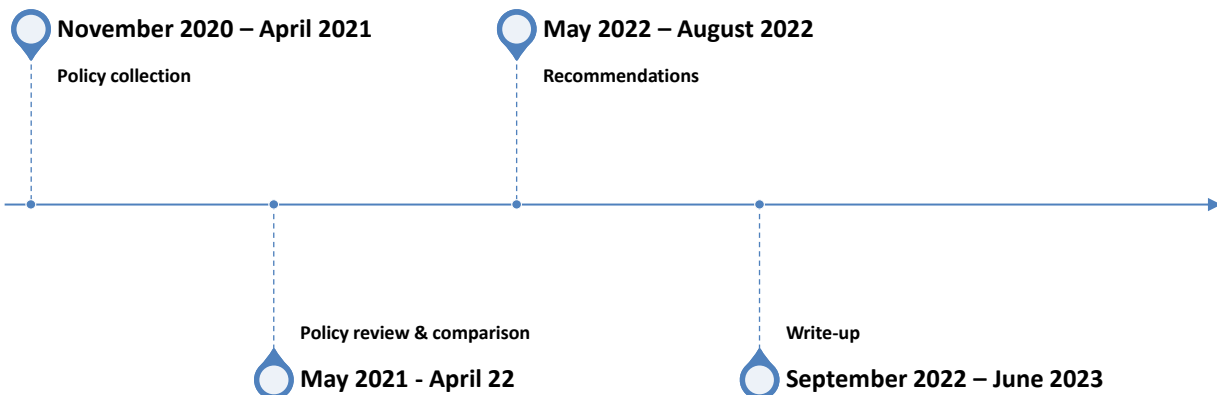 November 2020 – April 2021
Policy collection
May 2022 – August 2022
Recommendations
Policy review & comparison
May 2021 - April 22
Write-up
September 2022 – June 2023